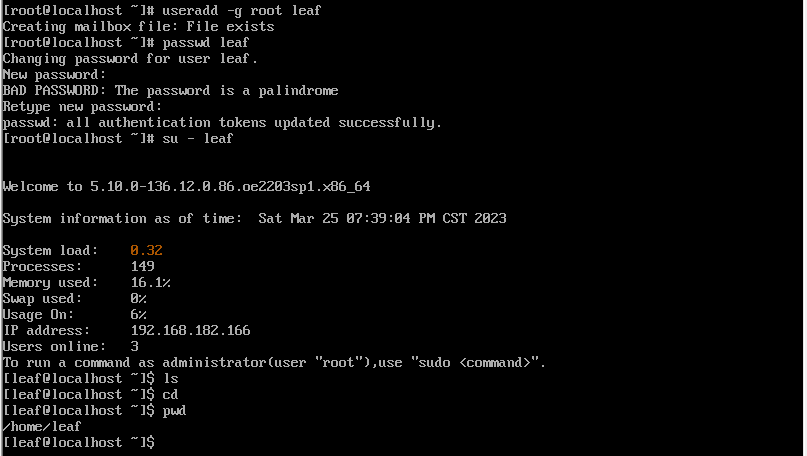 [root@localhost ~]# useradd -g root leaf
Creating mailbox file: File exists
[root@localhost ~]# passwd leaf
Changing password for user leaf.
New password:
BAD PASSWORD: The password is a palindrome
Retype new password:
passwd: all authentication tokens updated successfully.
[root@localhost ~]# su - leaf
Welcome to 5.10.0-136.12.0.86.oe2203sp1.x86_64
System information as of time:  Sat Mar 25 07:39:04 PM CST 2023
System load:    0.32
Processes:      149
Memory used:    16.1%
Swap used:      0%
Usage On:       6%
IP address:     192.168.182.166
Users online:   3
To run a command as administrator(user "root"),use "sudo <command>".
[leaf@localhost ~]$ ls
[leaf@localhost ~]$ cd
[leaf@localhost ~]$ pwd
/home/leaf
[leaf@localhost ~]$